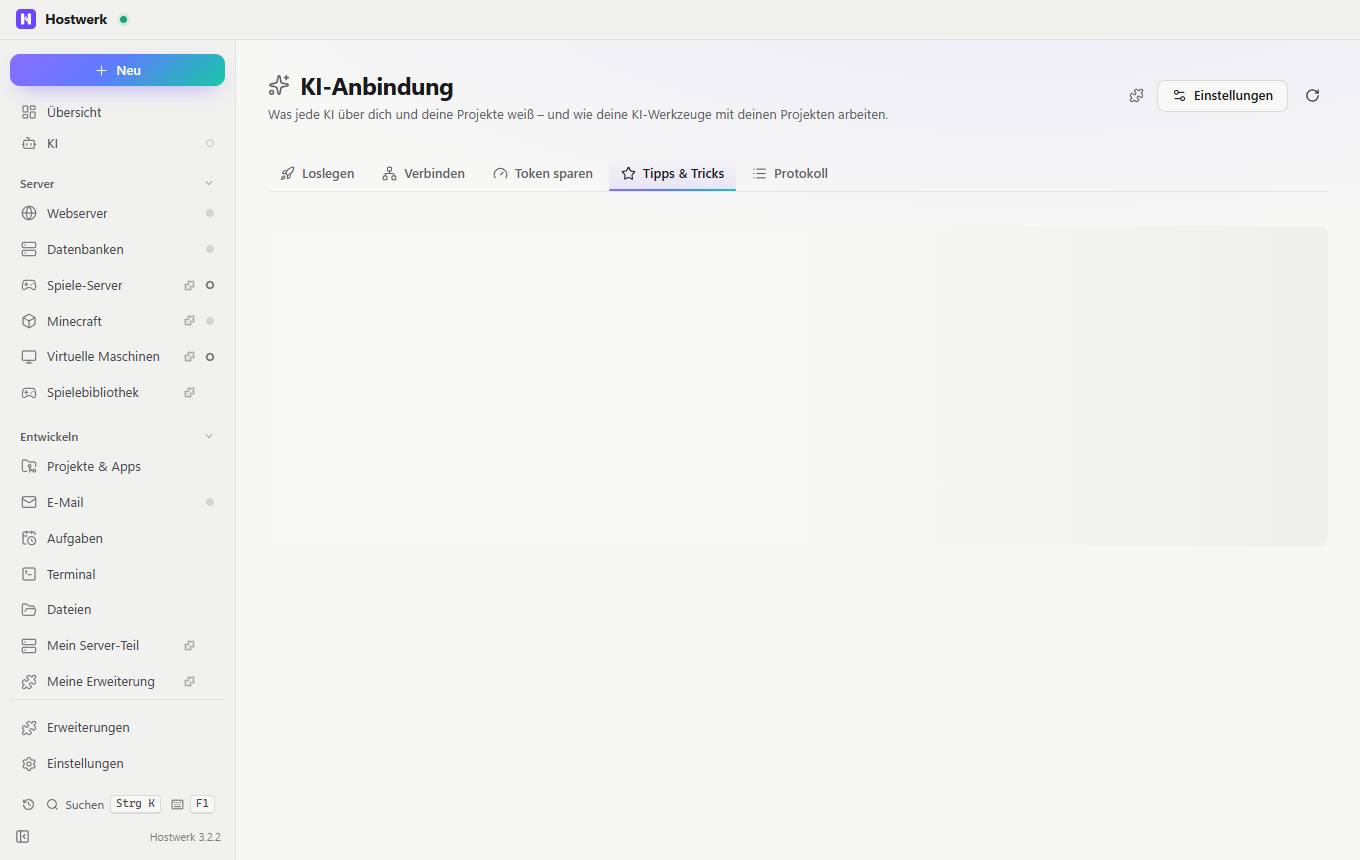 Hostwerk
Neu
Übersicht
KI
Server
Webserver
Datenbanken
Spiele-Server
Minecraft
Virtuelle Maschinen
Spielebibliothek
Entwickeln
Projekte & Apps
E-Mail
Aufgaben
Terminal
Dateien
Mein Server-Teil
Meine Erweiterung
Erweiterungen
Einstellungen
Suchen Strg K F1
Hostwerk 3.2.2
KI-Anbindung
Was jede KI über dich und deine Projekte weiß – und wie deine KI-Werkzeuge mit deinen Projekten arbeiten.
Einstellungen
Loslegen Verbinden Token sparen Tipps & Tricks Protokoll